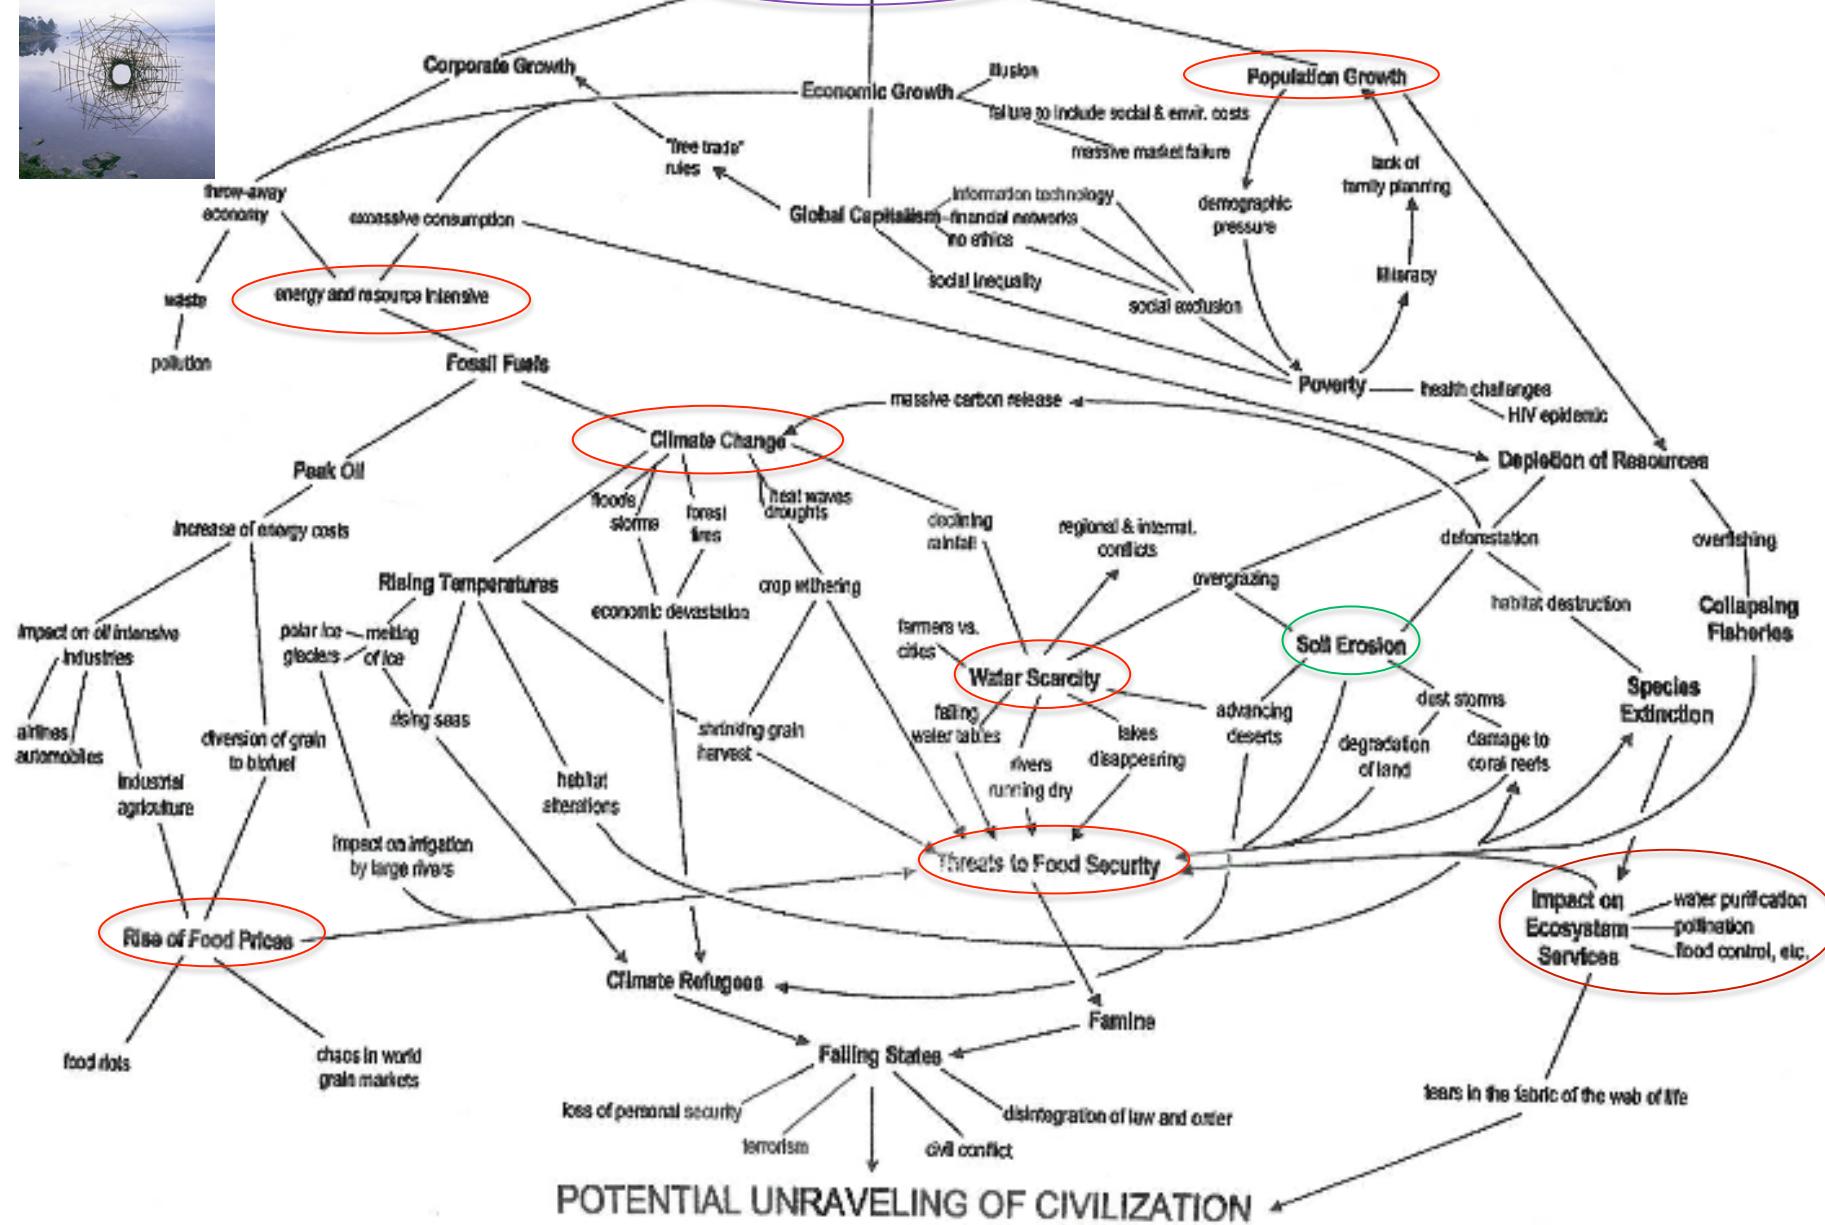 Corporate Growth
Economic Growth
illusion
failure to include social & envir. costs
massive market failure
Population Growth
"free trade"
rules
lack of
family planning
throw-away
economy
excessive consumption
Global Capitalism
information technology
financial networks
no ethics
demographic
pressure
social inequality
illiteracy
social exclusion
waste
energy and resource intensive
pollution
Fossil Fuels
Poverty
health challenges
HIV epidemic
massive carbon release
Climate Change
Depletion of Resources
Peak Oil
floods
storms
forest
fires
heat waves
droughts
declining
rainfall
regional & internat.
conflicts
deforestation
overfishing
increase of energy costs
Rising Temperatures
crop withering
overgrazing
habitat destruction
Collapsing
Fisheries
economic devastation
impact on oil intensive
industries
polar ice
glaciers
melting
of ice
farmers vs.
cities
Soil Erosion
Water Scarcity
Species
Extinction
rising seas
shrinking grain
harvest
falling
water tables
lakes
disappearing
rivers
running dry
advancing
deserts
dust storms
degradation
of land
damage to
coral reefs
airlines
automobiles
industrial
agriculture
diversion of grain
to biofuel
habitat
alterations
impact on irrigation
by large rivers
Threats to Food Security
Impact on
Ecosystem
Services
water purification
pollination
flood control, etc.
Rise of Food Prices
Climate Refugees
Famine
food riots
chaos in world
grain markets
Failing States
loss of personal security
terrorism
civil conflict
disintegration of law and order
tears in the fabric of the web of life
POTENTIAL UNRAVELING OF CIVILIZATION